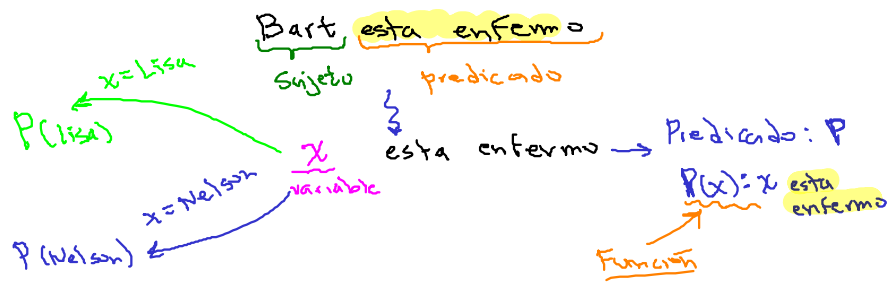 Bart esta enfermo
Sujeto predicado
x=Lisa
P(Lisa)
x esta enfermo → Predicado: P
variable
P(x): x esta
enfermo
x=Nelson
P(Nelson)
Función